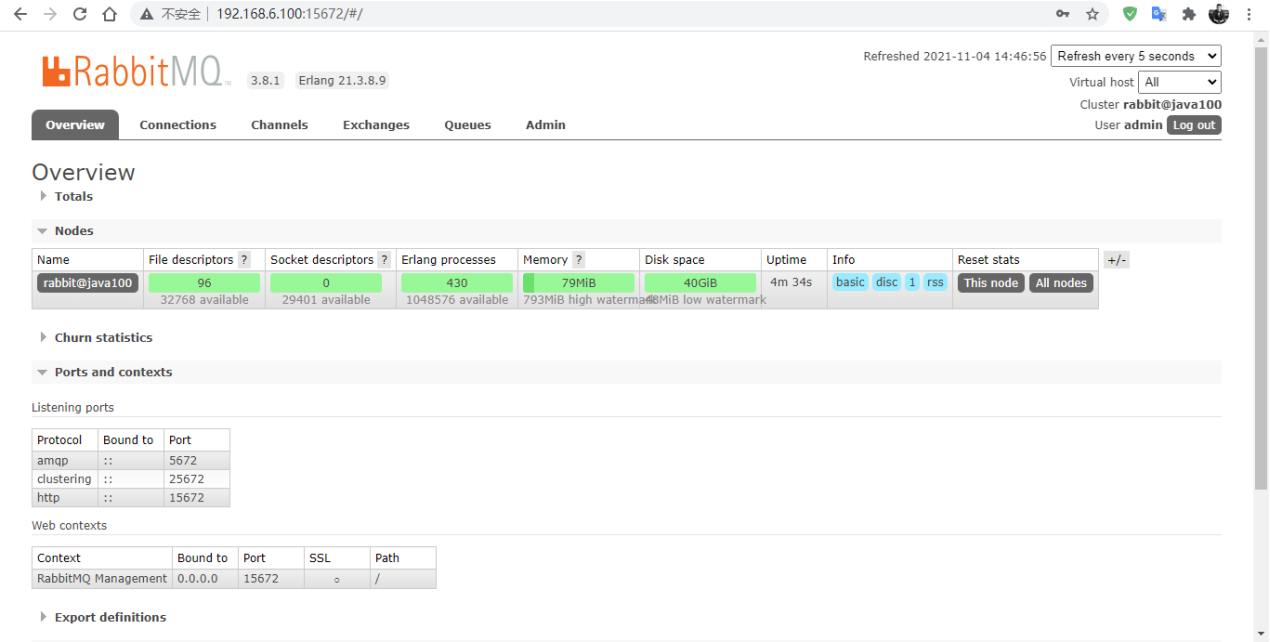 不安全 192.168.6.100:15672/#/
RabbitMQ TM 3.8.1 Erlang 21.3.8.9
Refreshed 2021-11-04 14:46:56 Refresh every 5 seconds
Virtual host All
Cluster rabbit@java100
User admin Log out
Overview Connections Channels Exchanges Queues Admin
Overview
Totals
Nodes
Name File descriptors ? Socket descriptors ? Erlang processes Memory ? Disk space Uptime Info Reset stats +/-
rabbit@java100 96 0 430 79MiB 40GiB 4m 34s basic disc 1 rss This node All nodes
32768 available 29401 available 1048576 available 793MiB high watermark 48MiB low watermark
Churn statistics
Ports and contexts
Listening ports
Protocol Bound to Port
amqp :: 5672
clustering :: 25672
http :: 15672
Web contexts
Context Bound to Port SSL Path
RabbitMQ Management 0.0.0.0 15672 ○ /
Export definitions